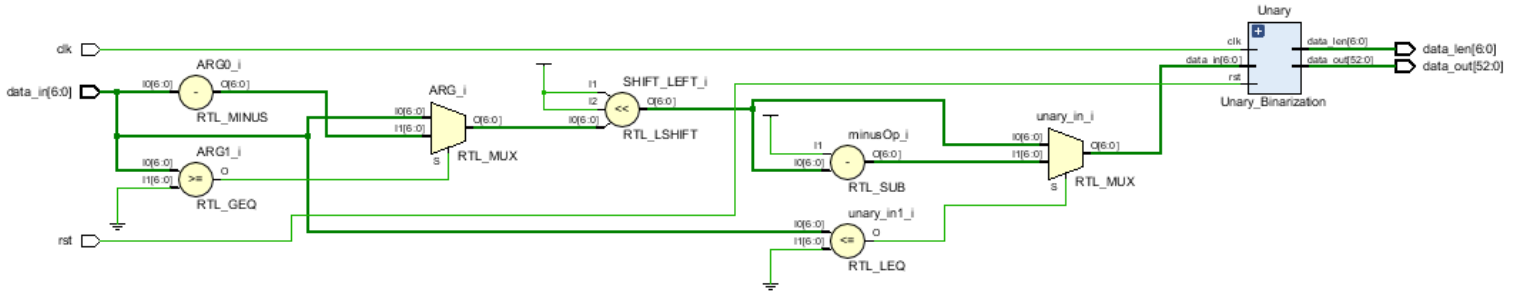 Unary
clk
clk
data_len[6:0]
data_len[6:0]
data_in[6:0]
data_out[52:0]
data_out[52:0]
rst
Unary_Binarization
ARG0_i
data_in[6:0]
I0[6:0]
O[6:0]
-
RTL_MINUS
ARG_i
I0[6:0]
I1[6:0]
O[6:0]
S
RTL_MUX
ARG1_i
I0[6:0]
I1[6:0]
O
>=
RTL_GEQ
SHIFT_LEFT_i
I1
I2
I0[6:0]
O[6:0]
<<
RTL_LSHIFT
minusOp_i
I1
I0[6:0]
O[6:0]
-
RTL_SUB
unary_in_i
I0[6:0]
I1[6:0]
O[6:0]
S
RTL_MUX
rst
unary_in1_i
I0[6:0]
I1[6:0]
O
<=
RTL_LEQ